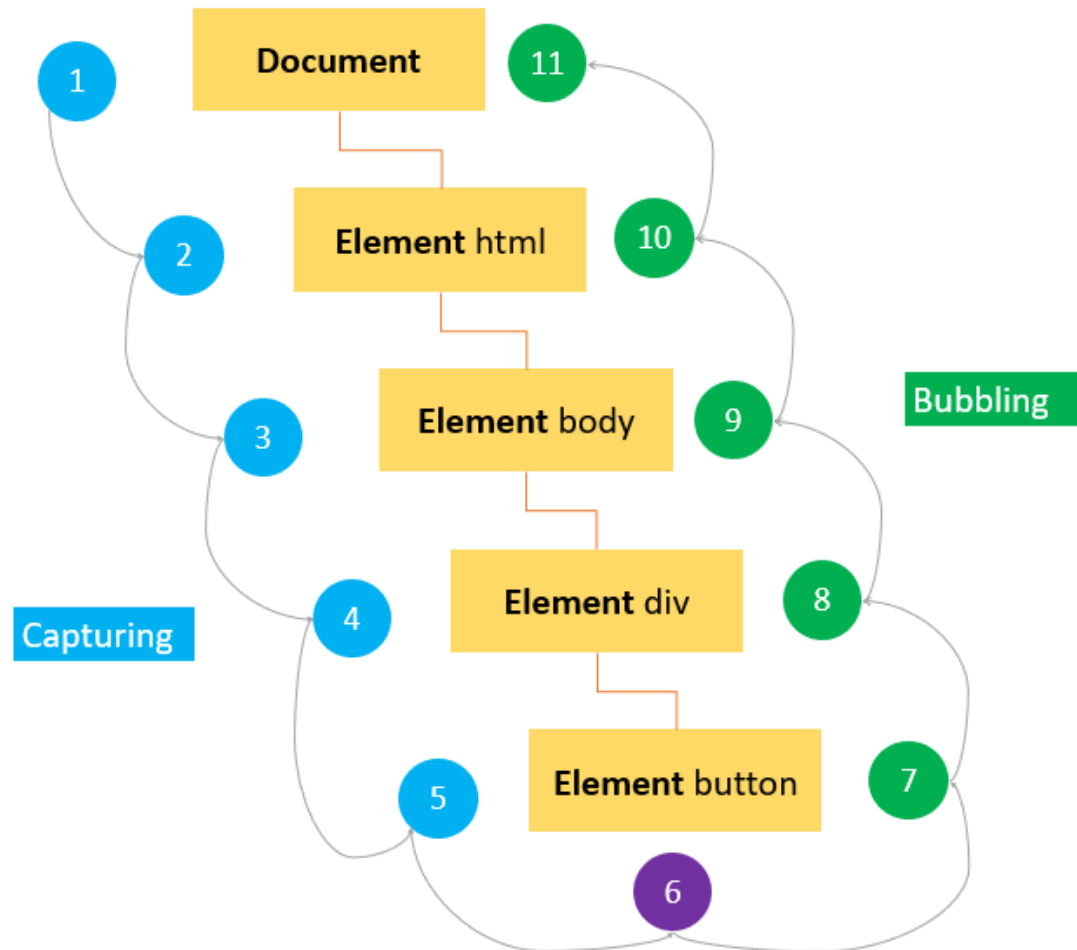 Document
11
1
Element html
10
2
Element body
9
Bubbling
3
Element div
8
4
Capturing
Element button
7
5
6